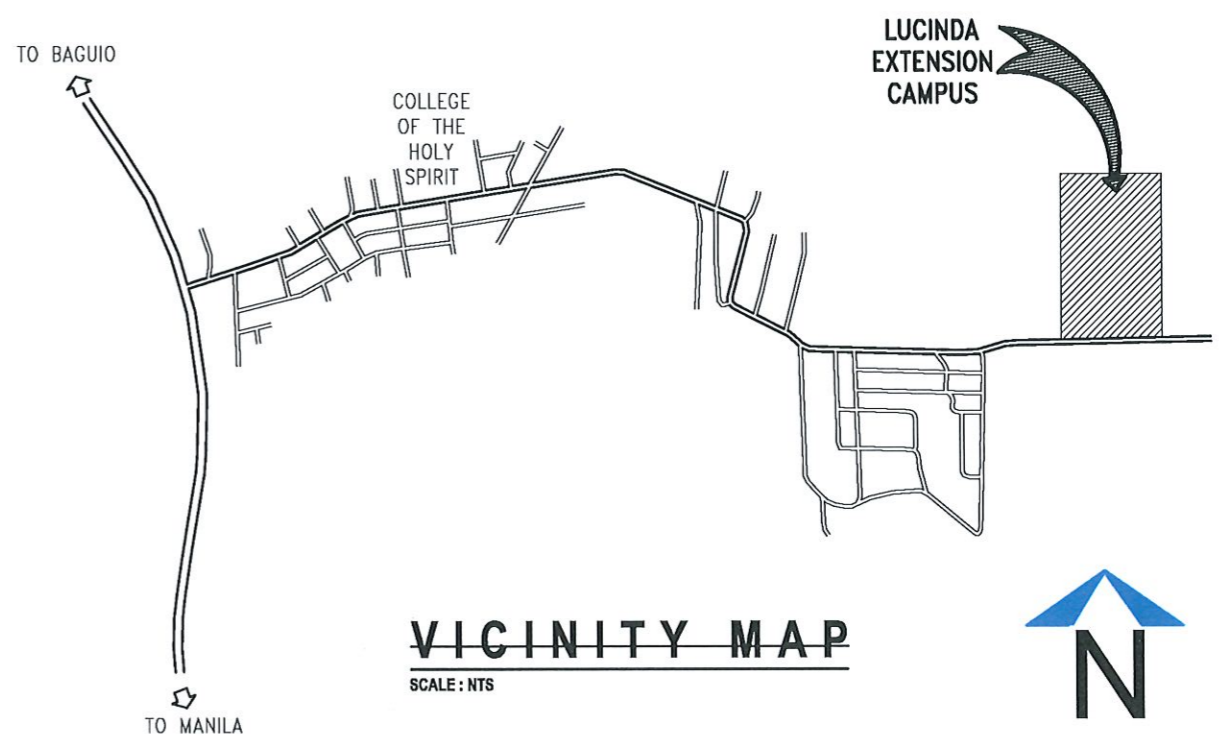 TO BAGUIO
COLLEGE
OF THE
HOLY
SPIRIT
LUCINDA
EXTENSION
CAMPUS
VICINITY MAP
SCALE : NTS
TO MANILA
N